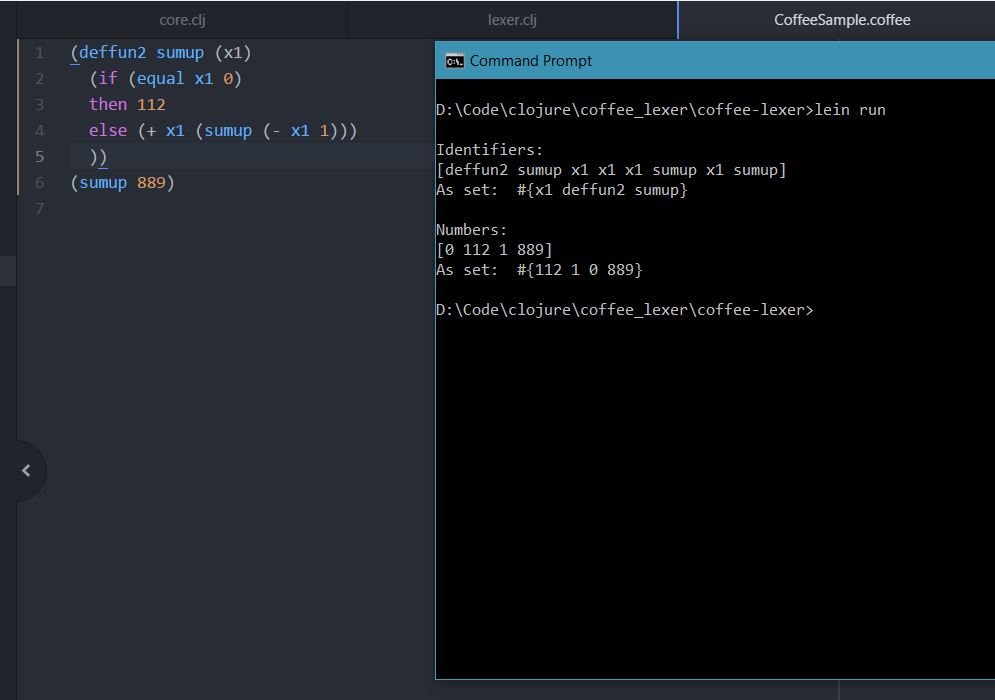 core.clj
lexer.clj
CoffeeSample.coffee
1 (deffun2 sumup (x1)
2 (if (equal x1 0)
3 then 112
4 else (+ x1 (sumup (- x1 1)))
5 ))
6 (sumup 889)
7
Command Prompt
D:\Code\clojure\coffee_lexer\coffee-lexer>lein run
Identifiers:
[deffun2 sumup x1 x1 x1 sumup x1 sumup]
As set:  #{x1 deffun2 sumup}
Numbers:
[0 112 1 889]
As set:  #{112 1 0 889}
D:\Code\clojure\coffee_lexer\coffee-lexer>